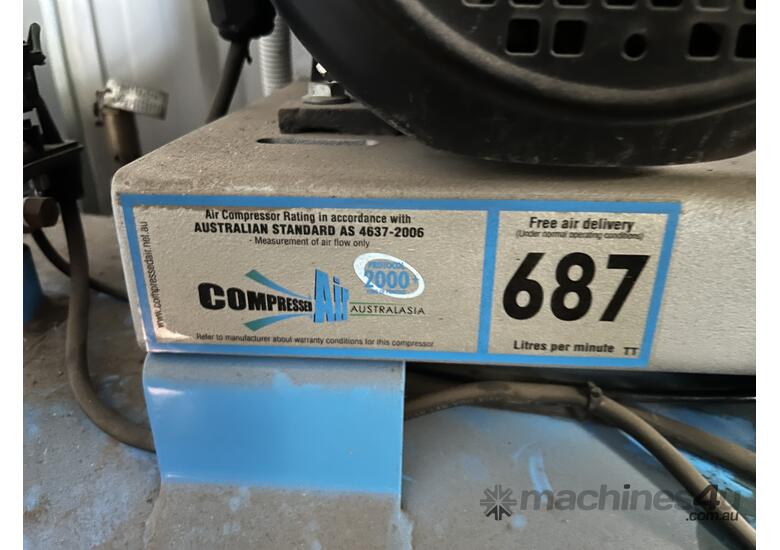 Air Compressor Rating in accordance with
AUSTRALIAN STANDARD AS 4637-2006
- Measurement of air flow only
www.compressedair.net.au
PROTOCOL
2000+
COMPRESSED Air
AUSTRALASIA
Refer to manufacturer about warranty conditions for this compressor
Free air delivery
(Under normal operating conditions)
687
Litres per minute TT
machines4u
.com.au